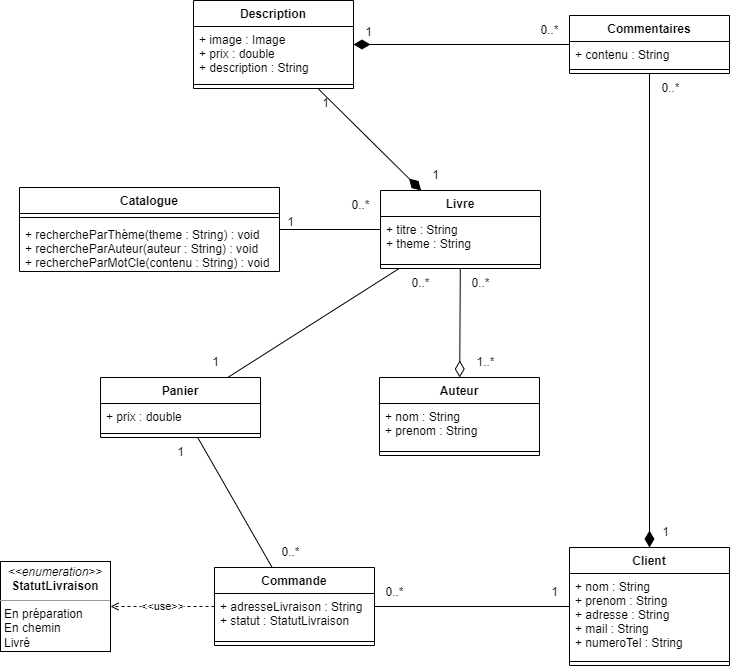 Description
+ image : Image
+ prix : double
+ description : String
1
0..*
Commentaires
+ contenu : String
0..*
1
1
Catalogue
+ rechercheParThème(theme : String) : void
+ rechercheParAuteur(auteur : String) : void
+ rechercheParMotCle(contenu : String) : void
1
0..*
Livre
+ titre : String
+ theme : String
0..*
0..*
1
1..*
Panier
+ prix : double
Auteur
+ nom : String
+ prenom : String
1
0..*
1
<<enumeration>>
StatutLivraison
En préparation
En chemin
Livré
<<use>>
Commande
+ adresseLivraison : String
+ statut : StatutLivraison
0..*
1
Client
+ nom : String
+ prenom : String
+ adresse : String
+ mail : String
+ numeroTel : String